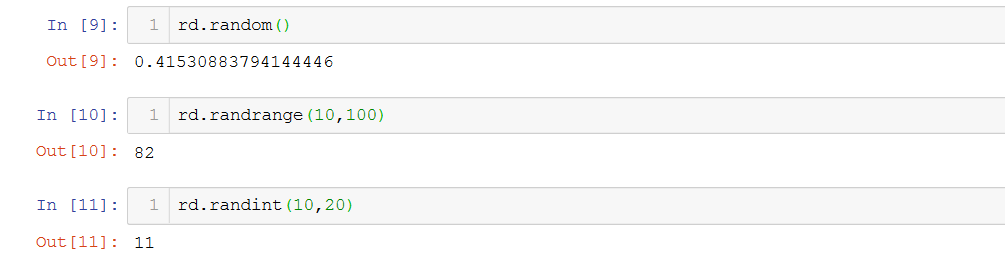 In [9]: 1 rd.random()
Out[9]: 0.41530883794144446
In [10]: 1 rd.randrange(10,100)
Out[10]: 82
In [11]: 1 rd.randint(10,20)
Out[11]: 11